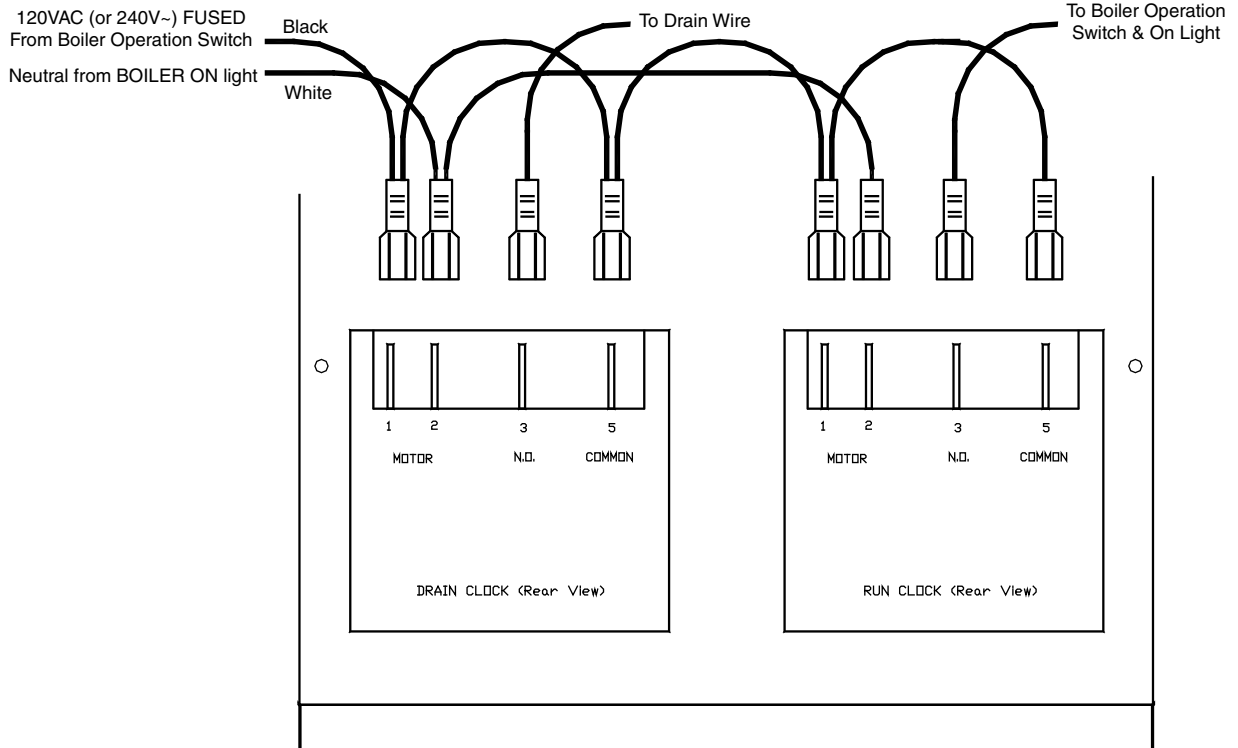 120VAC (or 240V~) FUSED
From Boiler Operation Switch
Black
Neutral from BOILER ON light
White
To Drain Wire
To Boiler Operation
Switch & On Light
1 2 3 5
MOTOR N.O. COMMON
DRAIN CLOCK (Rear View)
1 2 3 5
MOTOR N.O. COMMON
RUN CLOCK (Rear View)